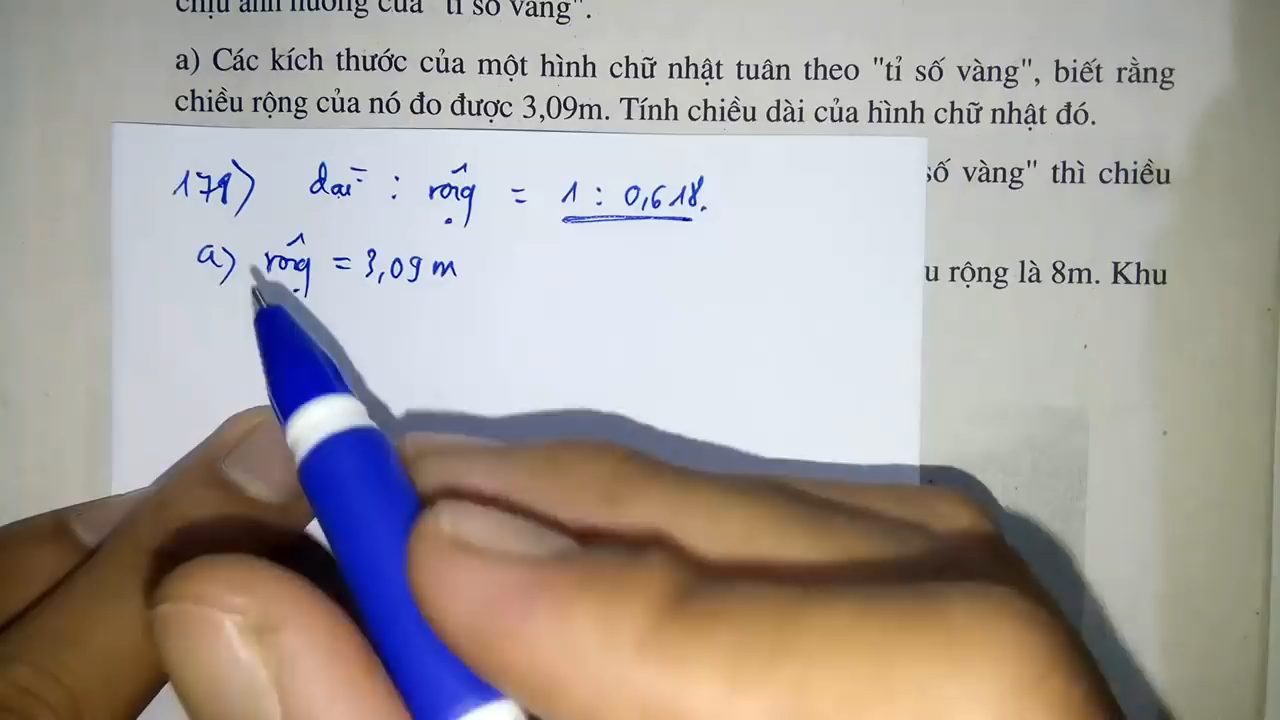 chịu ảnh hưởng của "tỉ số vàng".
a) Các kích thước của một hình chữ nhật tuân theo "tỉ số vàng", biết rằng
chiều rộng của nó đo được 3,09m. Tính chiều dài của hình chữ nhật đó.
số vàng" thì chiều
179) dài : rộng = 1 : 0,618.
a) rộng = 3,09 m
u rộng là 8m. Khu